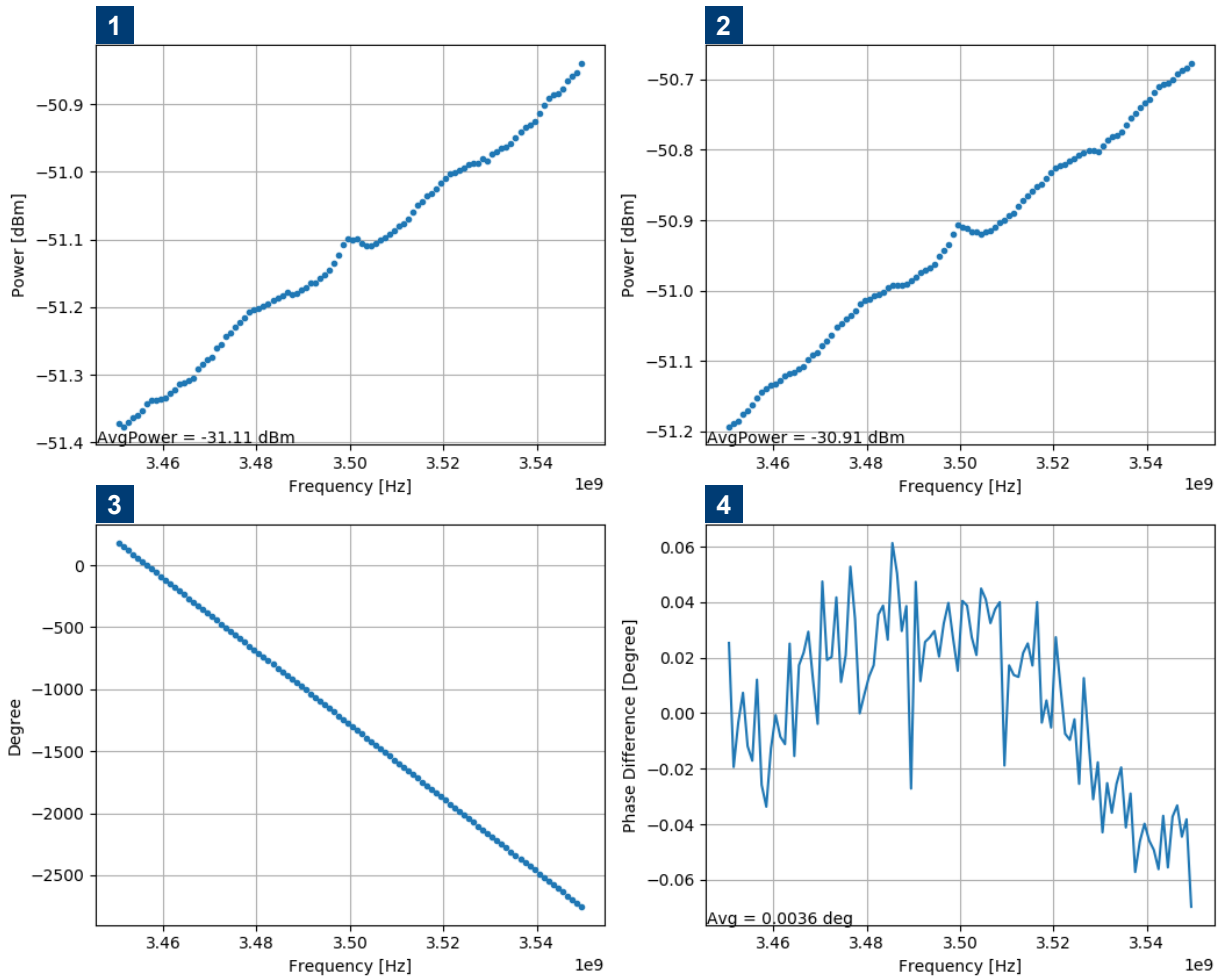 1
−50.9
−51.0
−51.1
−51.2
−51.3
−51.4
Power [dBm]
AvgPower = -31.11 dBm
3.46 3.48 3.50 3.52 3.54
Frequency [Hz] 1e9
2
−50.7
−50.8
−50.9
−51.0
−51.1
−51.2
Power [dBm]
AvgPower = -30.91 dBm
3.46 3.48 3.50 3.52 3.54
Frequency [Hz] 1e9
3
0
−500
−1000
−1500
−2000
−2500
Degree
3.46 3.48 3.50 3.52 3.54
Frequency [Hz] 1e9
4
0.06
0.04
0.02
0.00
−0.02
−0.04
−0.06
Phase Difference [Degree]
Avg = 0.0036 deg
3.46 3.48 3.50 3.52 3.54
Frequency [Hz] 1e9